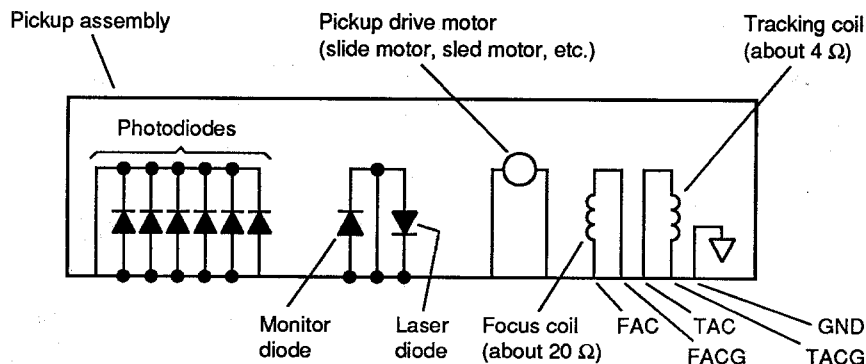 Pickup assembly
Pickup drive motor
(slide motor, sled motor, etc.)
Tracking coil
(about 4 Ω)
Photodiodes
Monitor
diode
Laser
diode
Focus coil
(about 20 Ω)
FAC
FACG
TAC
TACG
GND